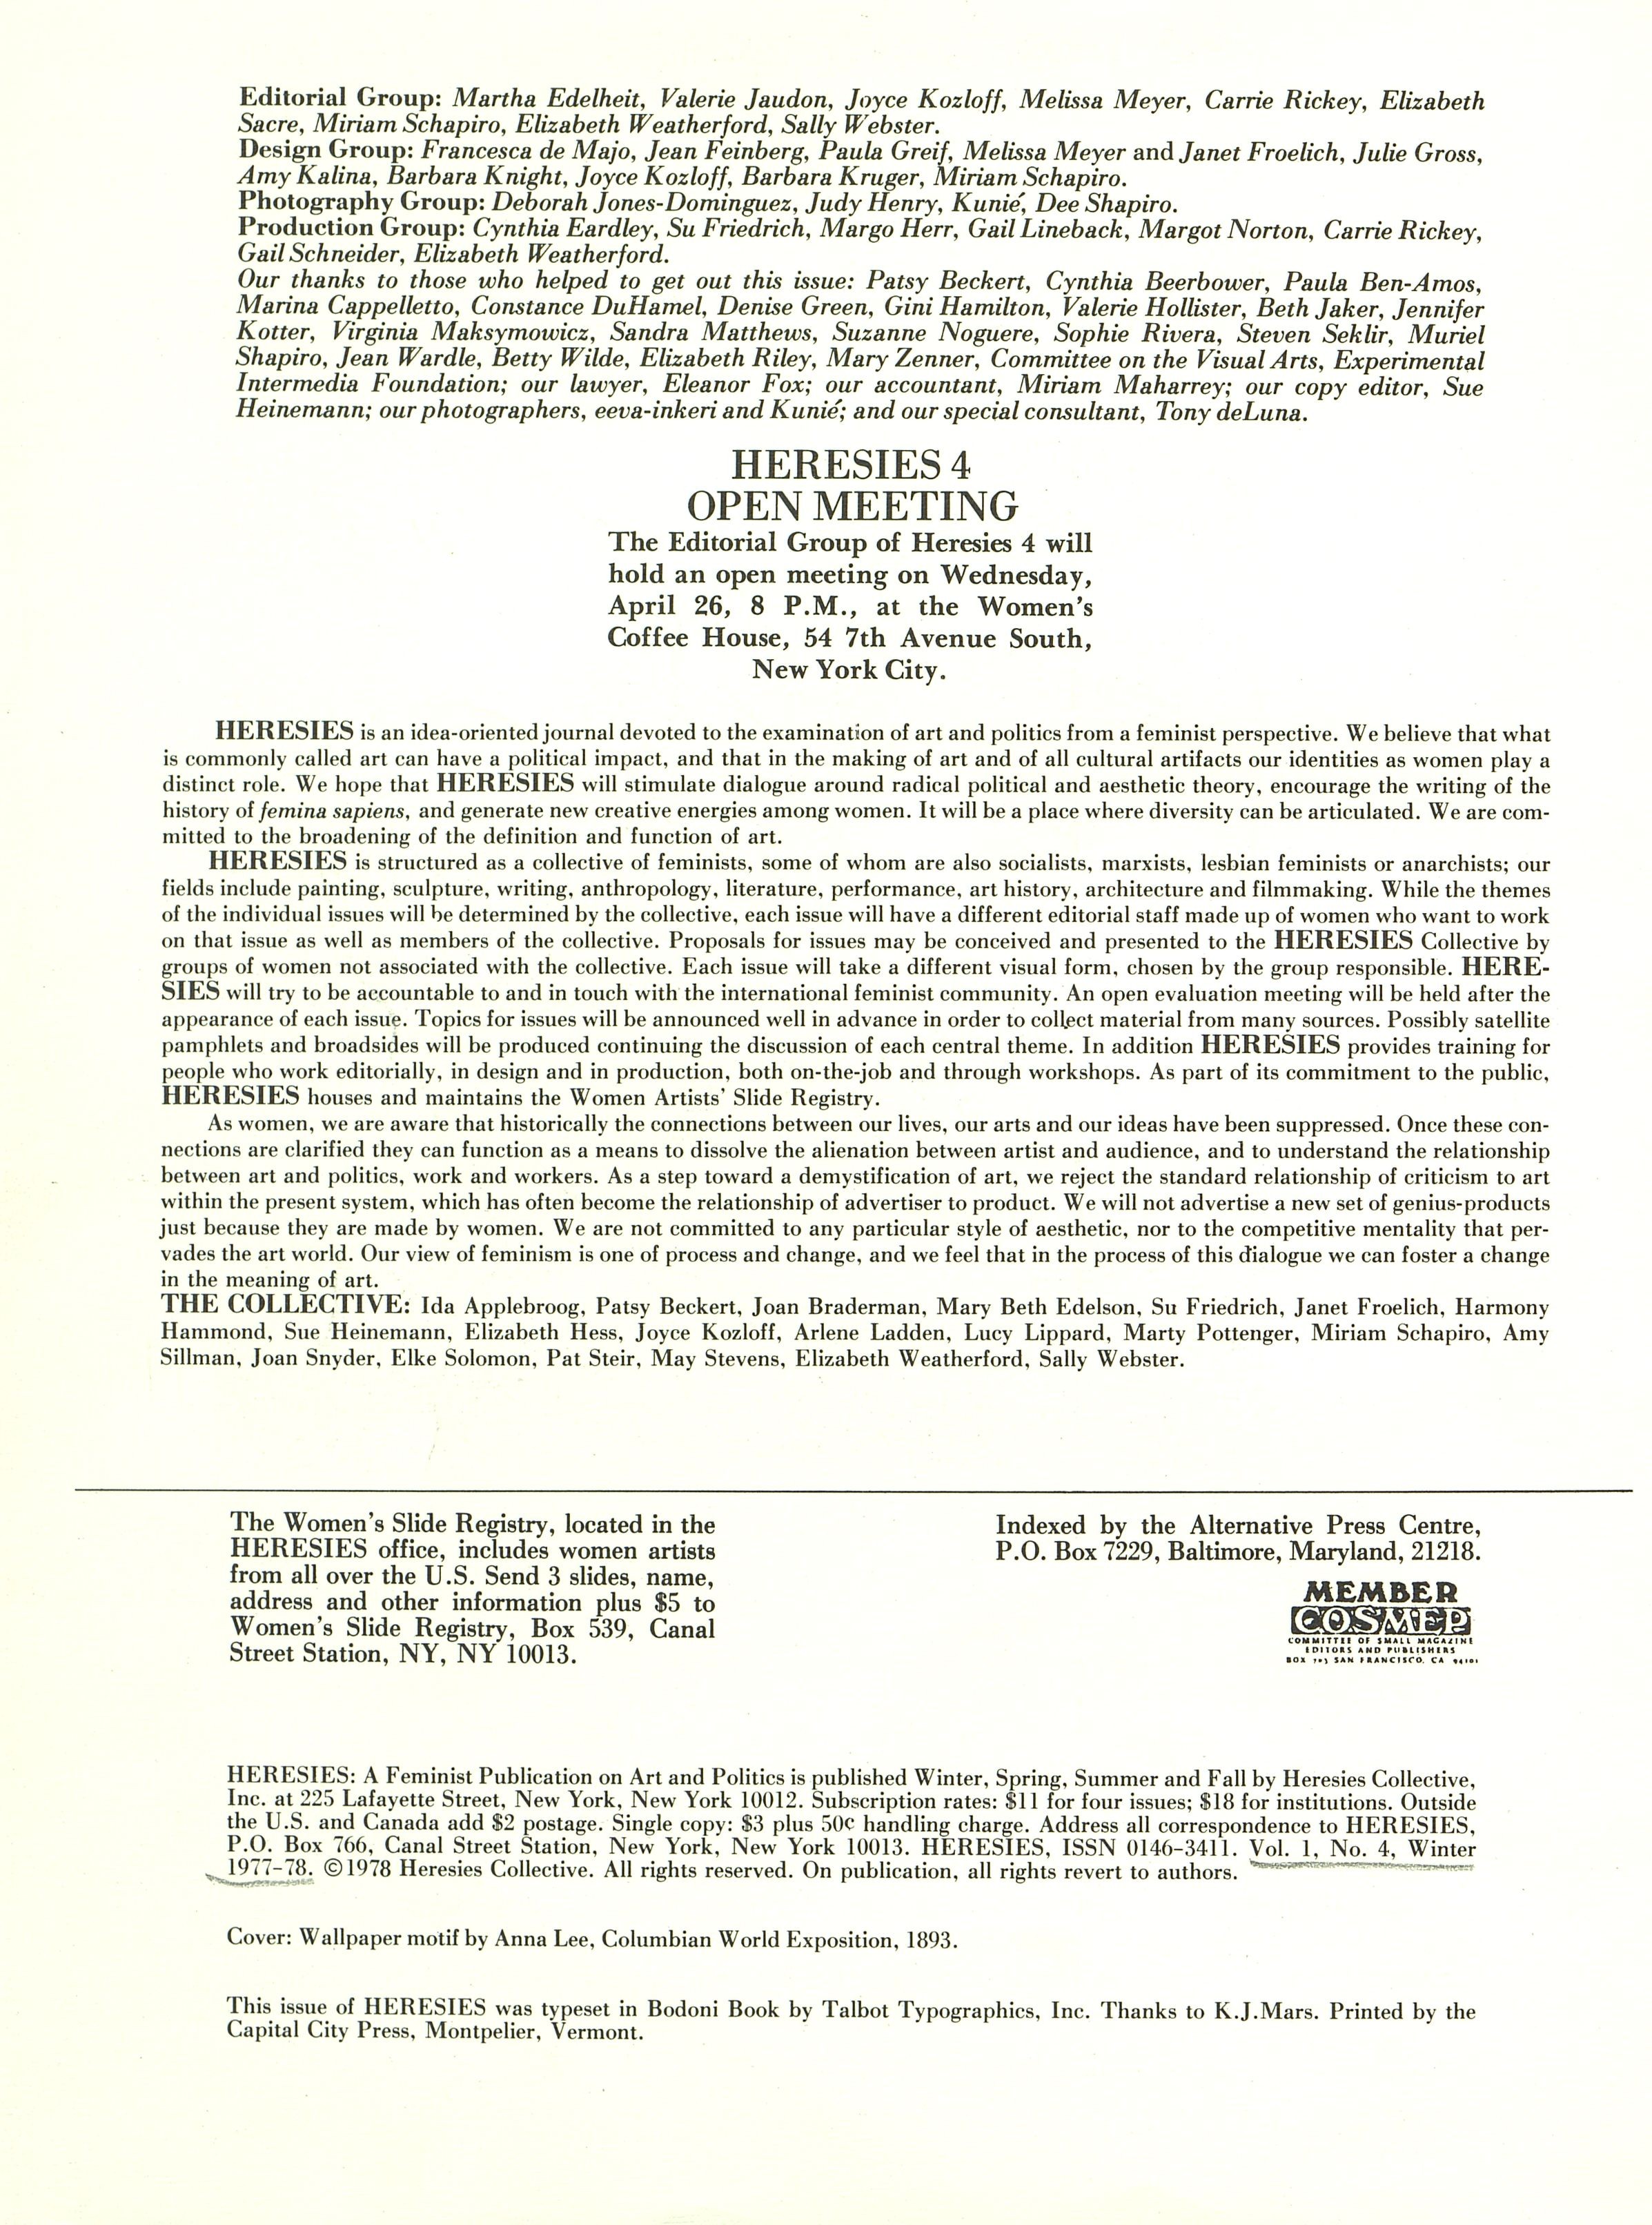 Editorial Group: Martha Edelheit, Valerie Jaudon, Joyce Kozloff, Melissa Meyer, Carrie Rickey, Elizabeth
Sacre, Miriam Schapiro, Elizabeth Weatherford, Sally Webster.
Design Group: Francesca de Majo, Jean Feinberg, Paula Greif, Melissa Meyer and Janet Froelich, Julie Gross,
Amy Kalina, Barbara Knight, Joyce Kozloff, Barbara Kruger, Miriam Schapiro.
Photography Group: Deborah Jones-Dominguez, Judy Henry, Kunié, Dee Shapiro.
Production Group: Cynthia Eardley, Su Friedrich, Margo Herr, Gail Lineback, Margot Norton, Carrie Rickey,
Gail Schneider, Elizabeth Weatherford.
Our thanks to those who helped to get out this issue: Patsy Beckert, Cynthia Beerbower, Paula Ben-Amos,
Marina Cappelletto, Constance DuHamel, Denise Green, Gini Hamilton, Valerie Hollister, Beth Jaker, Jennifer
Kotter, Virginia Maksymowicz, Sandra Matthews, Suzanne Noguere, Sophie Rivera, Steven Seklir, Muriel
Shapiro, Jean Wardle, Betty Wilde, Elizabeth Riley, Mary Zenner, Committee on the Visual Arts, Experimental
Intermedia Foundation; our lawyer, Eleanor Fox; our accountant, Miriam Maharrey; our copy editor, Sue
Heinemann; our photographers, eeva-inkeri and Kunié; and our special consultant, Tony deLuna.
HERESIES 4
OPEN MEETING
The Editorial Group of Heresies 4 will
hold an open meeting on Wednesday,
April 26, 8 P.M., at the Women's
Coffee House, 54 7th Avenue South,
New York City.
HERESIES is an idea-oriented journal devoted to the examination of art and politics from a feminist perspective. We believe that what
is commonly called art can have a political impact, and that in the making of art and of all cultural artifacts our identities as women play a
distinct role. We hope that HERESIES will stimulate dialogue around radical political and aesthetic theory, encourage the writing of the
history of femina sapiens, and generate new creative energies among women. It will be a place where diversity can be articulated. We are com-
mitted to the broadening of the definition and function of art.
HERESIES is structured as a collective of feminists, some of whom are also socialists, marxists, lesbian feminists or anarchists; our
fields include painting, sculpture, writing, anthropology, literature, performance, art history, architecture and filmmaking. While the themes
of the individual issues will be determined by the collective, each issue will have a different editorial staff made up of women who want to work
on that issue as well as members of the collective. Proposals for issues may be conceived and presented to the HERESIES Collective by
groups of women not associated with the collective. Each issue will take a different visual form, chosen by the group responsible. HERE-
SIES will try to be accountable to and in touch with the international feminist community. An open evaluation meeting will be held after the
appearance of each issue. Topics for issues will be announced well in advance in order to collect material from many sources. Possibly satellite
pamphlets and broadsides will be produced continuing the discussion of each central theme. In addition HERESIES provides training for
people who work editorially, in design and in production, both on-the-job and through workshops. As part of its commitment to the public,
HERESIES houses and maintains the Women Artists' Slide Registry.
As women, we are aware that historically the connections between our lives, our arts and our ideas have been suppressed. Once these con-
nections are clarified they can function as a means to dissolve the alienation between artist and audience, and to understand the relationship
between art and politics, work and workers. As a step toward a demystification of art, we reject the standard relationship of criticism to art
within the present system, which has often become the relationship of advertiser to product. We will not advertise a new set of genius-products
just because they are made by women. We are not committed to any particular style of aesthetic, nor to the competitive mentality that per-
vades the art world. Our view of feminism is one of process and change, and we feel that in the process of this dialogue we can foster a change
in the meaning of art.
THE COLLECTIVE: Ida Applebroog, Patsy Beckert, Joan Braderman, Mary Beth Edelson, Su Friedrich, Janet Froelich, Harmony
Hammond, Sue Heinemann, Elizabeth Hess, Joyce Kozloff, Arlene Ladden, Lucy Lippard, Marty Pottenger, Miriam Schapiro, Amy
Sillman, Joan Snyder, Elke Solomon, Pat Steir, May Stevens, Elizabeth Weatherford, Sally Webster.
The Women's Slide Registry, located in the
HERESIES office, includes women artists
from all over the U.S. Send 3 slides, name,
address and other information plus $5 to
Women's Slide Registry, Box 539, Canal
Street Station, NY, NY 10013.
Indexed by the Alternative Press Centre,
P.O. Box 7229, Baltimore, Maryland, 21218.
MEMBER
COSMEP
COMMITTEE OF SMALL MAGAZINE
EDITORS AND PUBLISHERS
BOX SAN FRANCISCO, CA 94101
HERESIES: A Feminist Publication on Art and Politics is published Winter, Spring, Summer and Fall by Heresies Collective,
Inc. at 225 Lafayette Street, New York, New York 10012. Subscription rates: $11 for four issues; $18 for institutions. Outside
the U.S. and Canada add $2 postage. Single copy: $3 plus 50¢ handling charge. Address all correspondence to HERESIES,
P.O. Box 766, Canal Street Station, New York, New York 10013. HERESIES, ISSN 0146-3411. Vol. 1, No. 4, Winter
1977-78. ©1978 Heresies Collective. All rights reserved. On publication, all rights revert to authors.
Cover: Wallpaper motif by Anna Lee, Columbian World Exposition, 1893.
This issue of HERESIES was typeset in Bodoni Book by Talbot Typographics, Inc. Thanks to K.J.Mars. Printed by the
Capital City Press, Montpelier, Vermont.